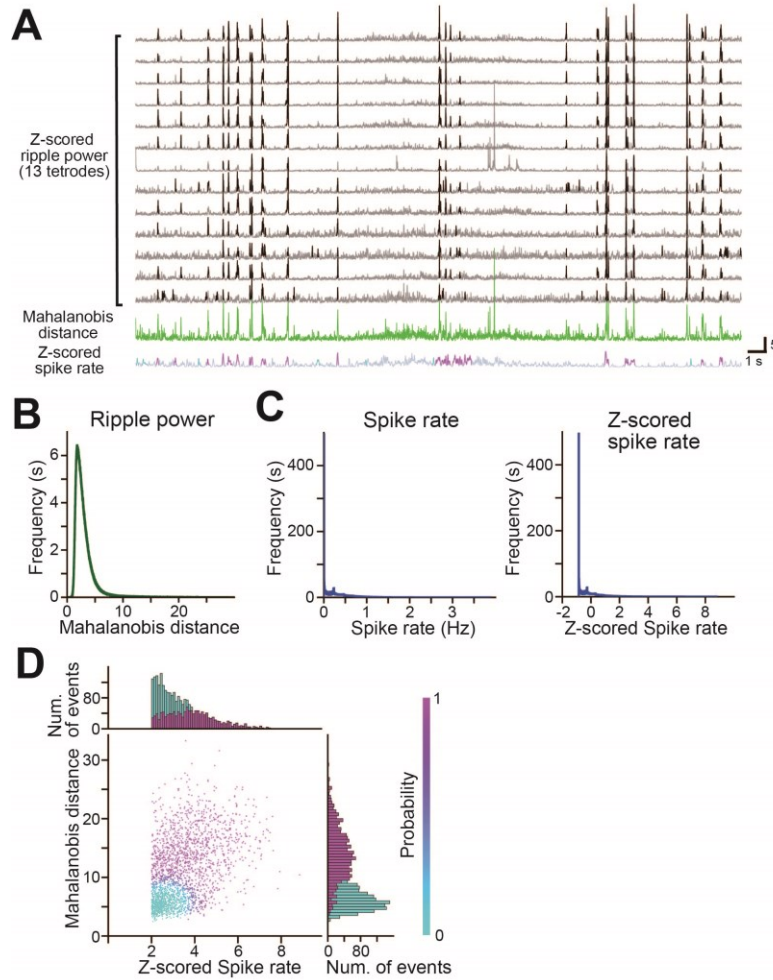 A
Z-scored
ripple power
(13 tetrodes)
Mahalanobis
distance
Z-scored
spike rate
5
1 s
B
Ripple power
Frequency (s)
6
4
2
0
0 10 20
Mahalanobis distance
C
Spike rate
Frequency (s)
400
200
0
0 1 2 3
Spike rate (Hz)
Z-scored
spike rate
Frequency (s)
400
200
0
-2 0 2 4 6 8
Z-scored Spike rate
D
Num.
of events
80
0
Mahalanobis distance
30
20
10
0
2 4 6 8
Z-scored Spike rate
0 80
Num. of events
Probability
1
0